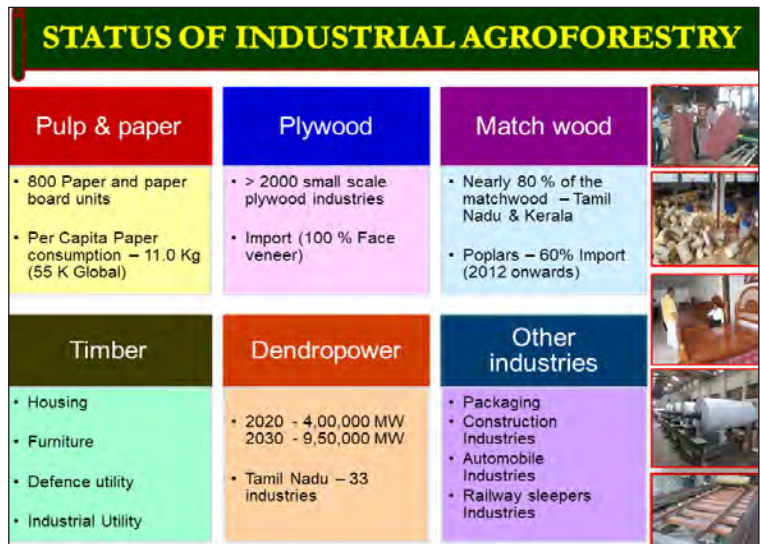 STATUS OF INDUSTRIAL AGROFORESTRY
Pulp & paper
• 800 Paper and paper
board units
• Per Capita Paper
consumption – 11.0 Kg
(55 K Global)
Plywood
• > 2000 small scale
plywood industries
• Import (100 % Face
veneer)
Match wood
• Nearly 80 % of the
matchwood – Tamil
Nadu & Kerala
• Poplars – 60% Import
(2012 onwards)
Timber
• Housing
• Furniture
• Defence utility
• Industrial Utility
Dendropower
• 2020 - 4,00,000 MW
2030 - 9,50,000 MW
• Tamil Nadu – 33
industries
Other
industries
• Packaging
• Construction
Industries
• Automobile
Industries
• Railway sleepers
Industries